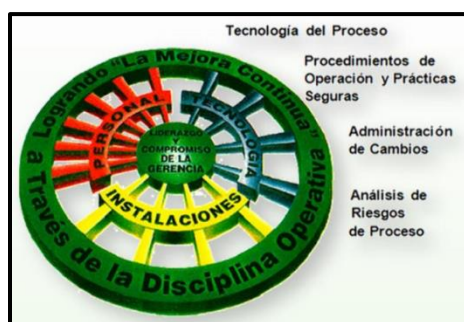 Tecnología del Proceso
Procedimientos de
Operación y Prácticas
Seguras
Administración
de Cambios
Análisis de
Riesgos
de Proceso
Logrando "La Mejora Continua"
a Través de la Disciplina Operativa
PERSONAL
TECNOLOGÍA
INSTALACIONES
LIDERAZGO
Y
COMPROMISO
DE LA
GERENCIA